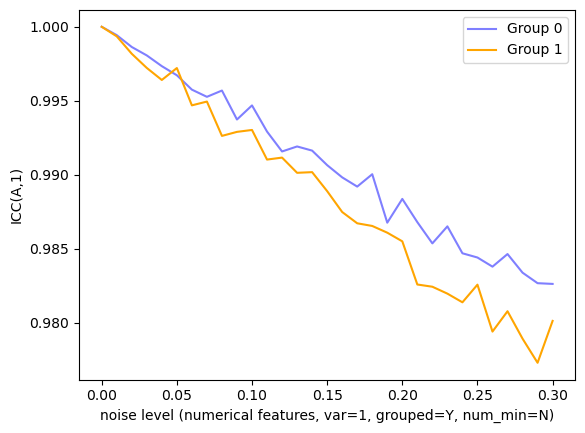 1.000
0.995
0.990
0.985
0.980
ICC(A,1)
Group 0
Group 1
0.00 0.05 0.10 0.15 0.20 0.25 0.30
noise level (numerical features, var=1, grouped=Y, num_min=N)